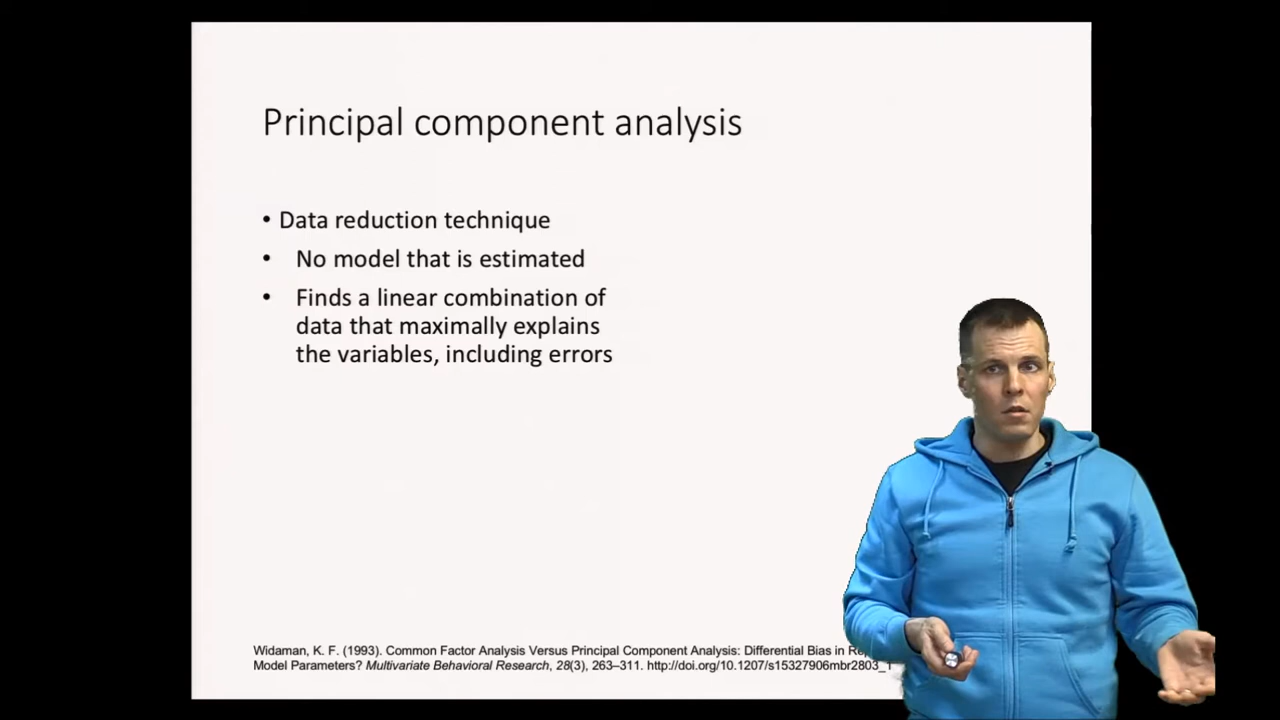 Principal component analysis
• Data reduction technique
• No model that is estimated
• Finds a linear combination of
data that maximally explains
the variables, including errors
Widaman, K. F. (1993). Common Factor Analysis Versus Principal Component Analysis: Differential Bias in
Model Parameters? Multivariate Behavioral Research, 28(3), 263–311. http://doi.org/10.1207/s15327906mbr2803_1